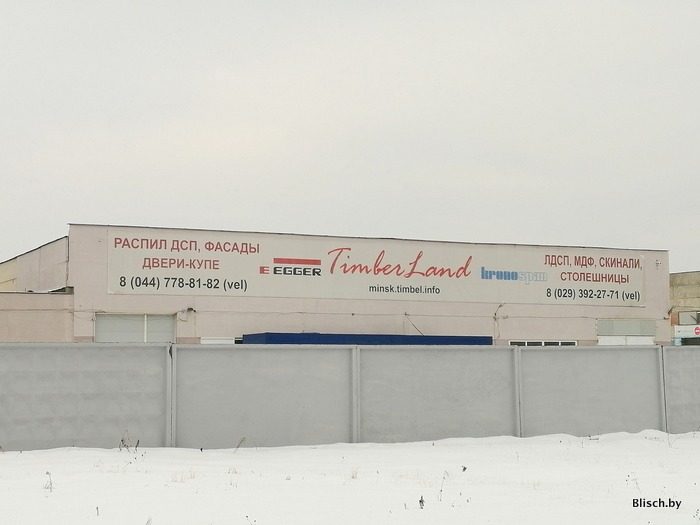 РАСПИЛ ДСП, ФАСАДЫ
ДВЕРИ-КУПЕ
8 (044) 778-81-82 (vel)
E EGGER
TimberLand
minsk.timbel.info
kronospan
ЛДСП, МДФ, СКИНАЛИ,
СТОЛЕШНИЦЫ
8 (029) 392-27-71 (vel)
Blisch.by